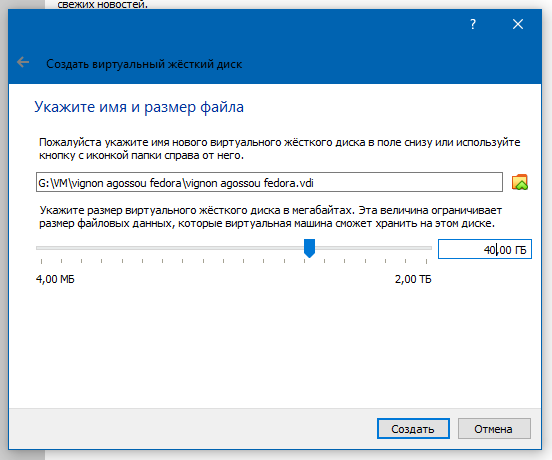 свежих новостей.
?
Создать виртуальный жёсткий диск
Укажите имя и размер файла
Пожалуйста укажите имя нового виртуального жёсткого диска в поле снизу или используйте
кнопку с иконкой папки справа от него.
G:\VM\vignon agossou fedora\vignon agossou fedora.vdi
Укажите размер виртуального жёсткого диска в мегабайтах. Эта величина ограничивает
размер файловых данных, которые виртуальная машина сможет хранить на этом диске.
40,00 ГБ
4,00 МБ 2,00 ТБ
Создать Отмена